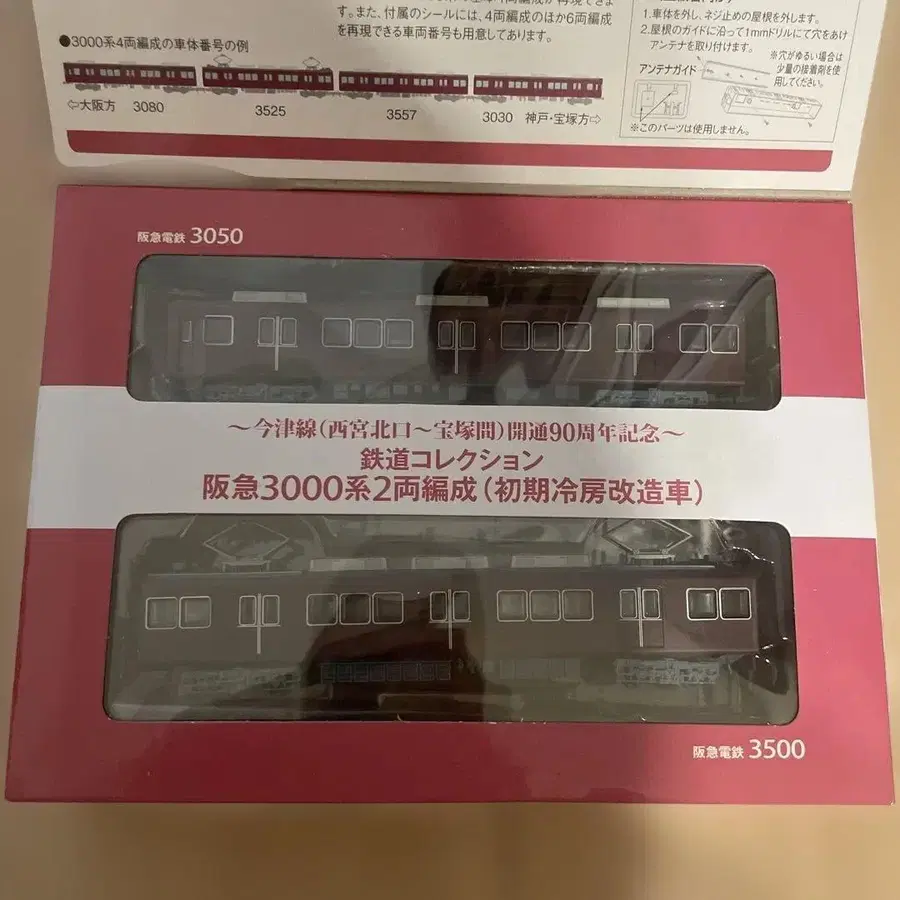 す。また、付属のシールには、4両編成のほか6両編成
を再現できる車両番号も用意してあります。
●3000系4両編成の車体番号の例
⇦大阪方 3080 3525 3557 3030 神戸・宝塚方⇨
1.車体を外し、ネジ止めの屋根を外します。
2.屋根のガイドに沿って1mmドリルにて穴をあけ
アンテナを取り付けます。
※穴がゆるい場合は
少量の接着剤を使
用してください。
アンテナガイド
※このパーツは使用しません。
阪急電鉄 3050
～今津線(西宮北口～宝塚間)開通90周年記念～
鉄道コレクション
阪急3000系2両編成(初期冷房改造車)
阪急電鉄 3500